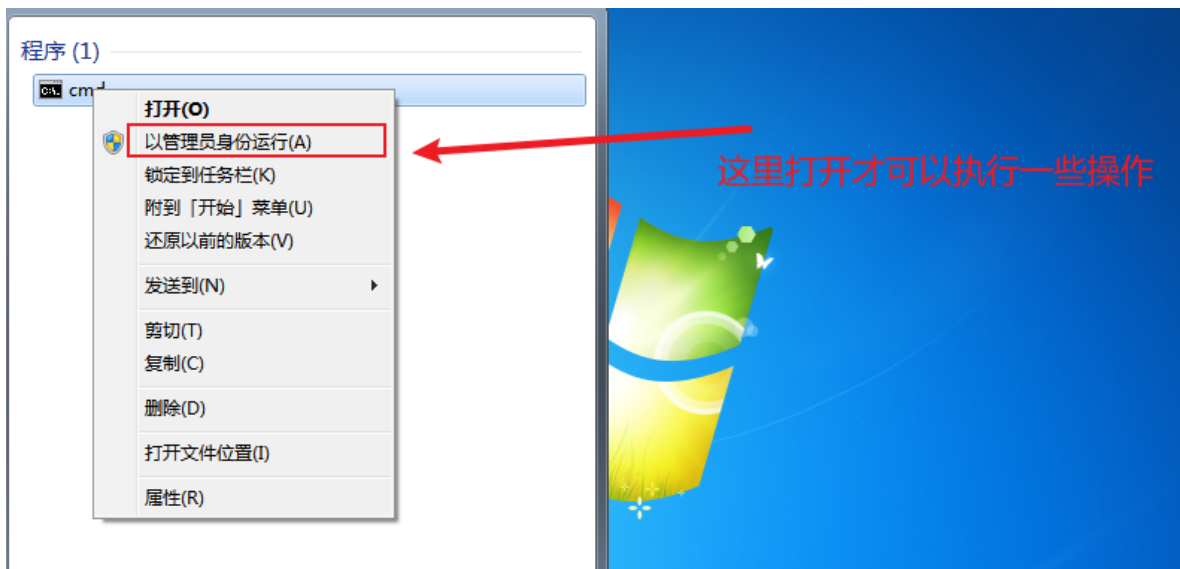 程序 (1)
cmd
打开(O)
以管理员身份运行(A)
这里打开才可以执行一些操作
锁定到任务栏(K)
附到「开始」菜单(U)
还原以前的版本(V)
发送到(N)
剪切(T)
复制(C)
删除(D)
打开文件位置(I)
属性(R)